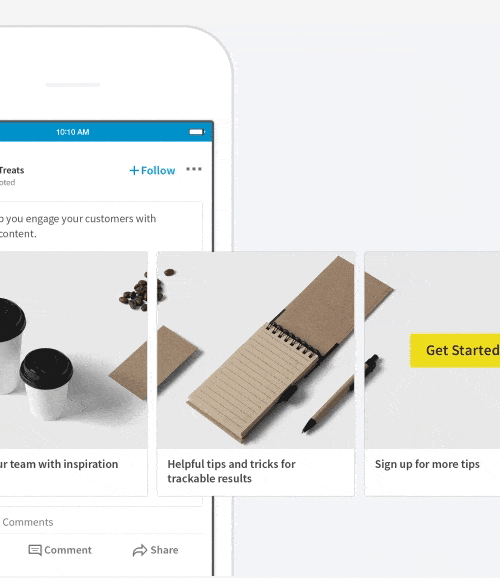 10:10 AM
Treats
+Follow
oted
you engage your customers with
content.
Get Started
ur team with inspiration
Helpful tips and tricks for
trackable results
Sign up for more tips
Comments
Comment
Share